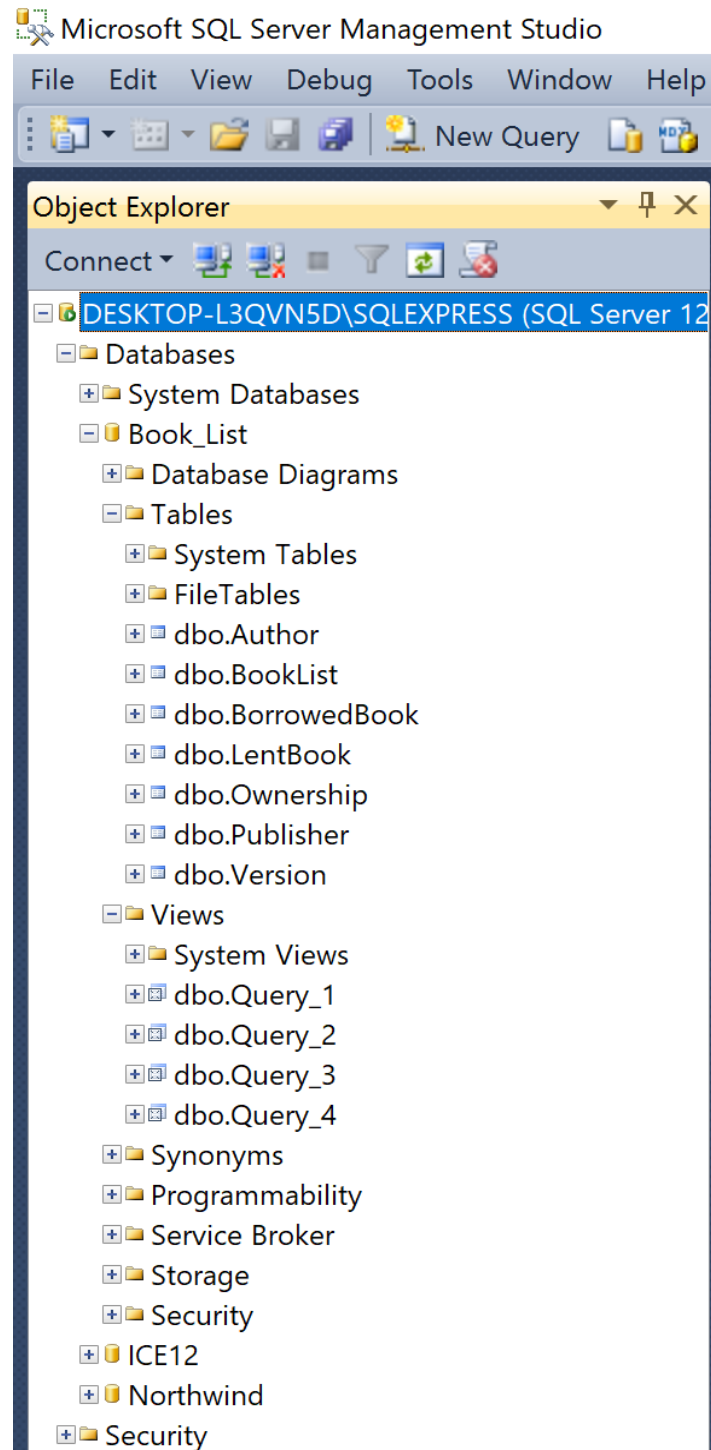 Microsoft SQL Server Management Studio
File Edit View Debug Tools Window Help
New Query
Object Explorer
Connect
DESKTOP-L3QVN5D\SQLEXPRESS (SQL Server 12
Databases
System Databases
Book_List
Database Diagrams
Tables
System Tables
FileTables
dbo.Author
dbo.BookList
dbo.BorrowedBook
dbo.LentBook
dbo.Ownership
dbo.Publisher
dbo.Version
Views
System Views
dbo.Query_1
dbo.Query_2
dbo.Query_3
dbo.Query_4
Synonyms
Programmability
Service Broker
Storage
Security
ICE12
Northwind
Security